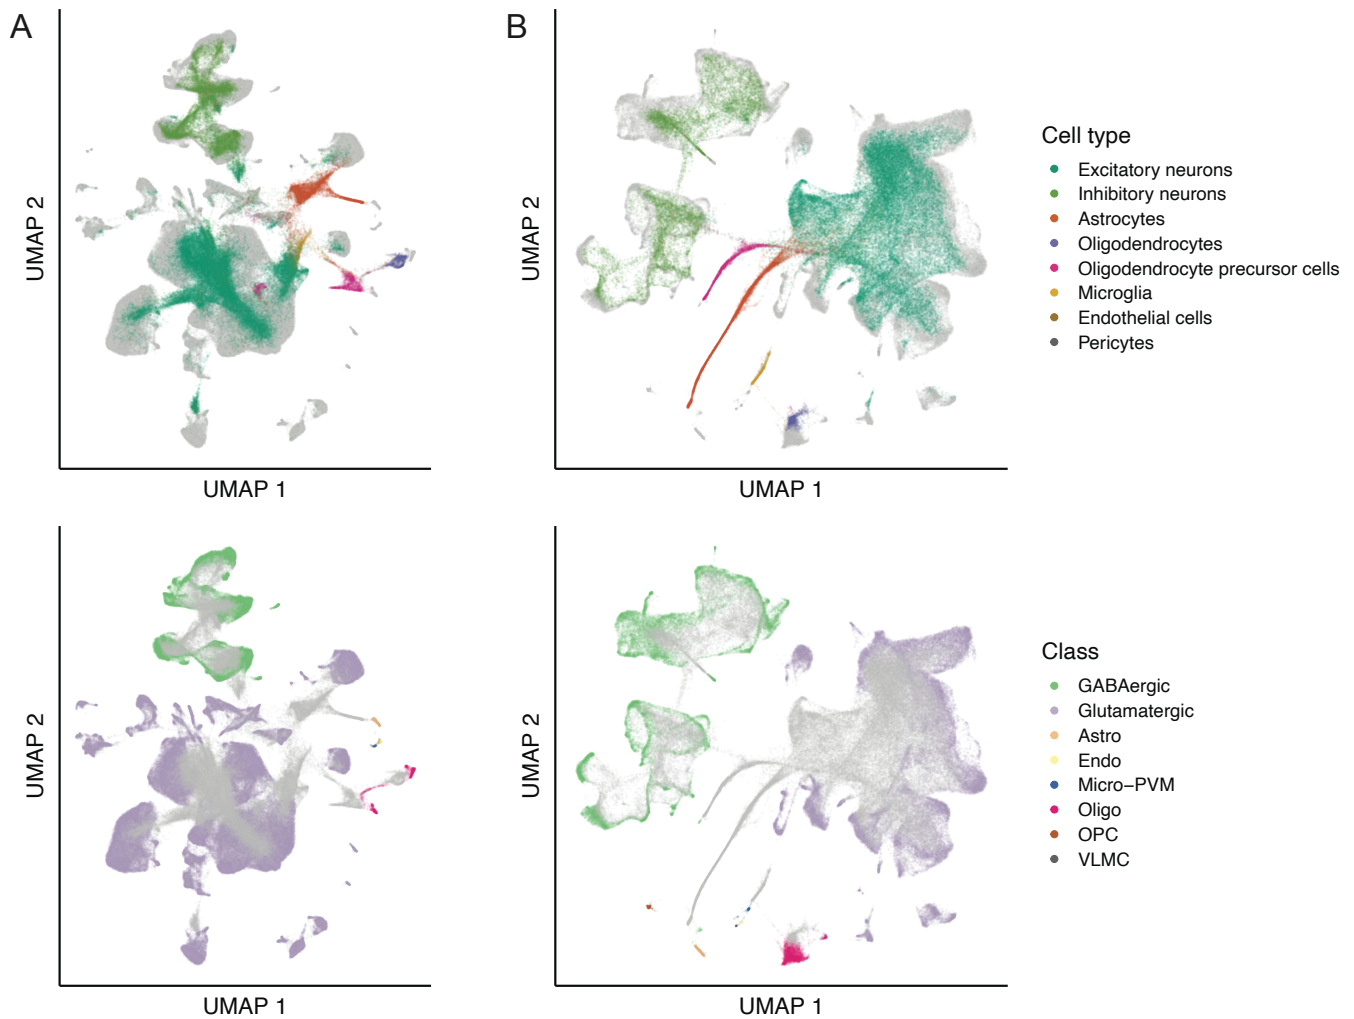 A
B
UMAP 2
UMAP 1
UMAP 2
UMAP 1
Cell type
Excitatory neurons
Inhibitory neurons
Astrocytes
Oligodendrocytes
Oligodendrocyte precursor cells
Microglia
Endothelial cells
Pericytes
UMAP 2
UMAP 1
UMAP 2
UMAP 1
Class
GABAergic
Glutamatergic
Astro
Endo
Micro−PVM
Oligo
OPC
VLMC